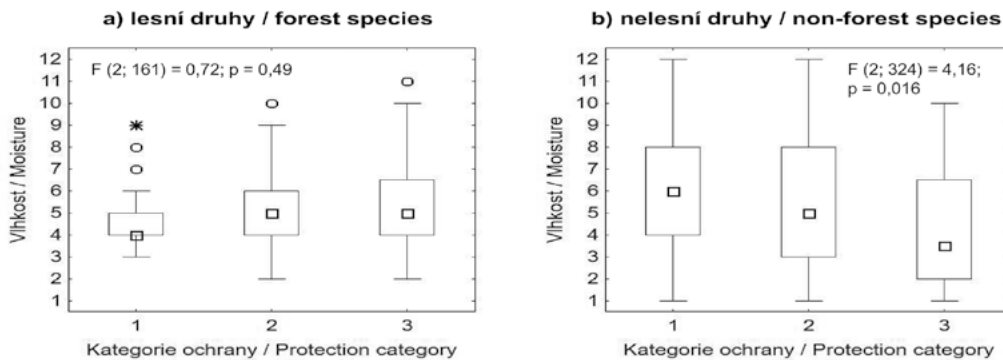 a) lesní druhy / forest species
F (2; 161) = 0,72; p = 0,49
Vlhkost / Moisture
12
11
10
9
8
7
6
5
4
3
2
1
1 2 3
Kategorie ochrany / Protection category
b) nelesní druhy / non-forest species
F (2; 324) = 4,16;
p = 0,016
Vlhkost / Moisture
12
11
10
9
8
7
6
5
4
3
2
1
1 2 3
Kategorie ochrany / Protection category